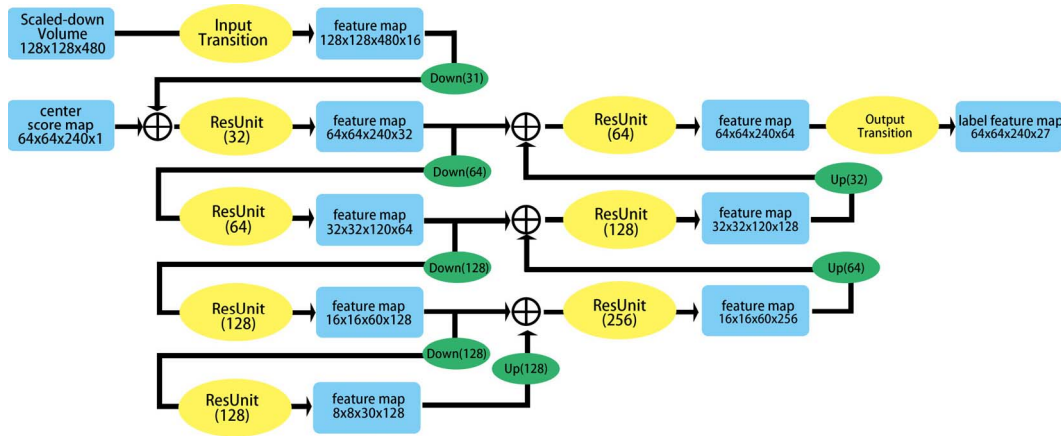 Scaled-down
Volume
128x128x480
Input
Transition
feature map
128x128x480x16
Down(31)
center
score map
64x64x240x1
ResUnit
(32)
feature map
64x64x240x32
ResUnit
(64)
feature map
64x64x240x64
Output
Transition
label feature map
64x64x240x27
Down(64)
Up(32)
ResUnit
(64)
feature map
32x32x120x64
ResUnit
(128)
feature map
32x32x120x128
Down(128)
Up(64)
ResUnit
(128)
feature map
16x16x60x128
ResUnit
(256)
feature map
16x16x60x256
Down(128)
Up(128)
ResUnit
(128)
feature map
8x8x30x128